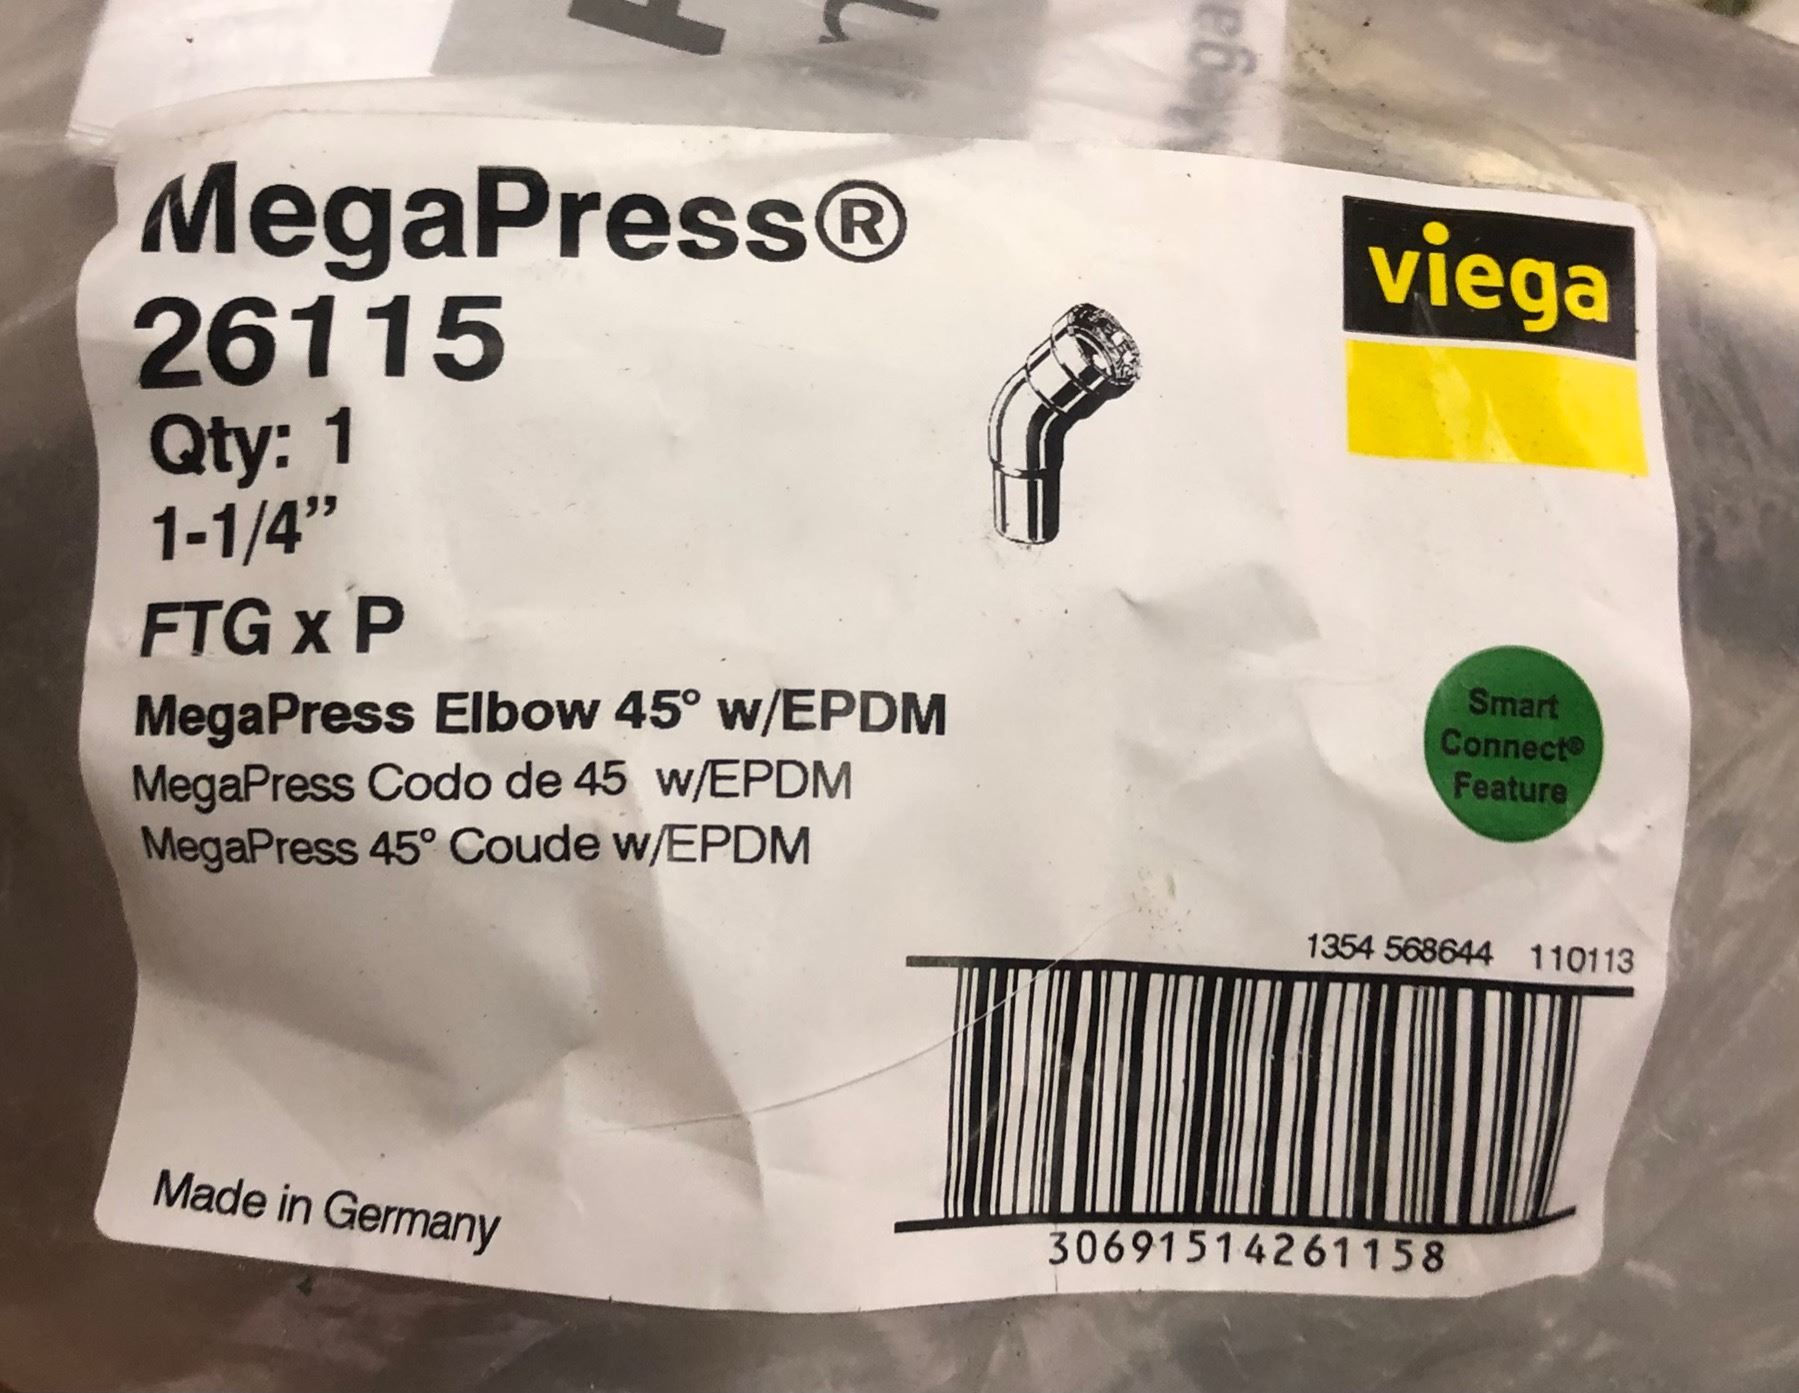 MegaPress®
26115
Qty: 1
1-1/4”
FTG x P
MegaPress Elbow 45° w/EPDM
MegaPress Codo de 45 w/EPDM
MegaPress 45° Coude w/EPDM
viega
Smart
Connect®
Feature
1354 568644 110113
30691514261158
Made in Germany